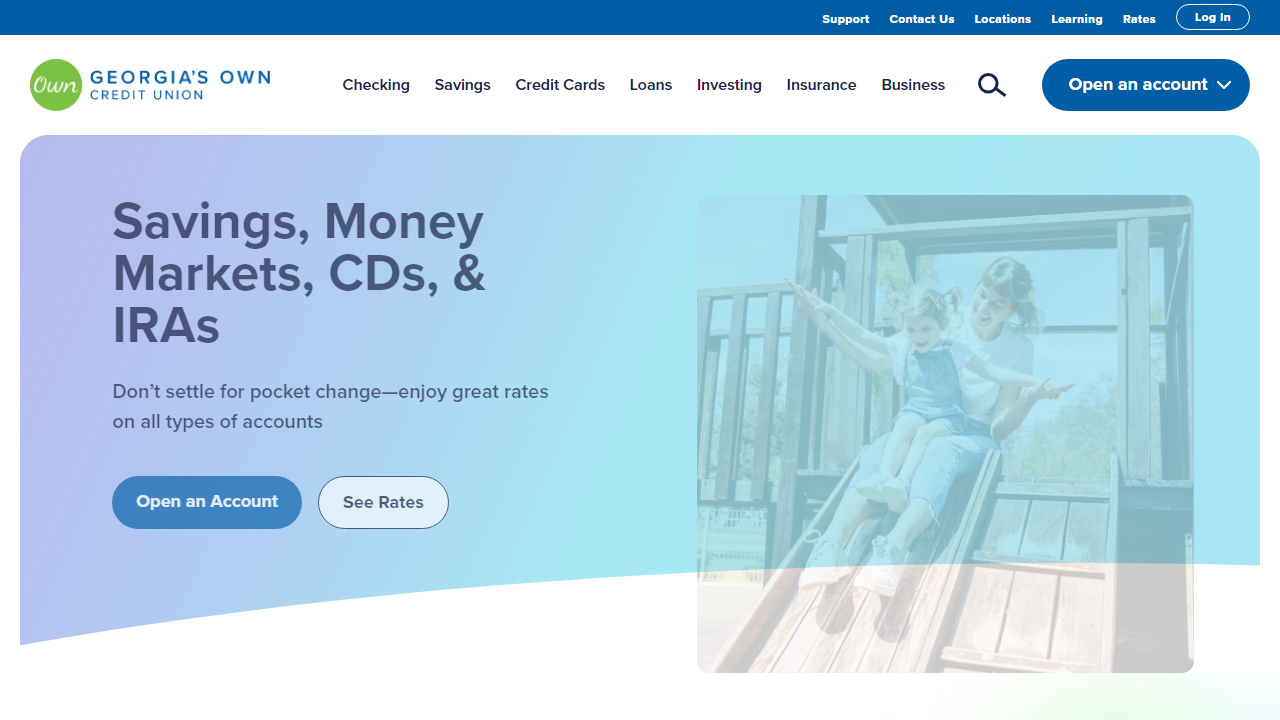 Support Contact Us Locations Learning Rates Log In
Own GEORGIA'S OWN
CREDIT UNION
Checking Savings Credit Cards Loans Investing Insurance Business Open an account
Savings, Money
Markets, CDs, &
IRAs
Don’t settle for pocket change—enjoy great rates
on all types of accounts
Open an Account See Rates